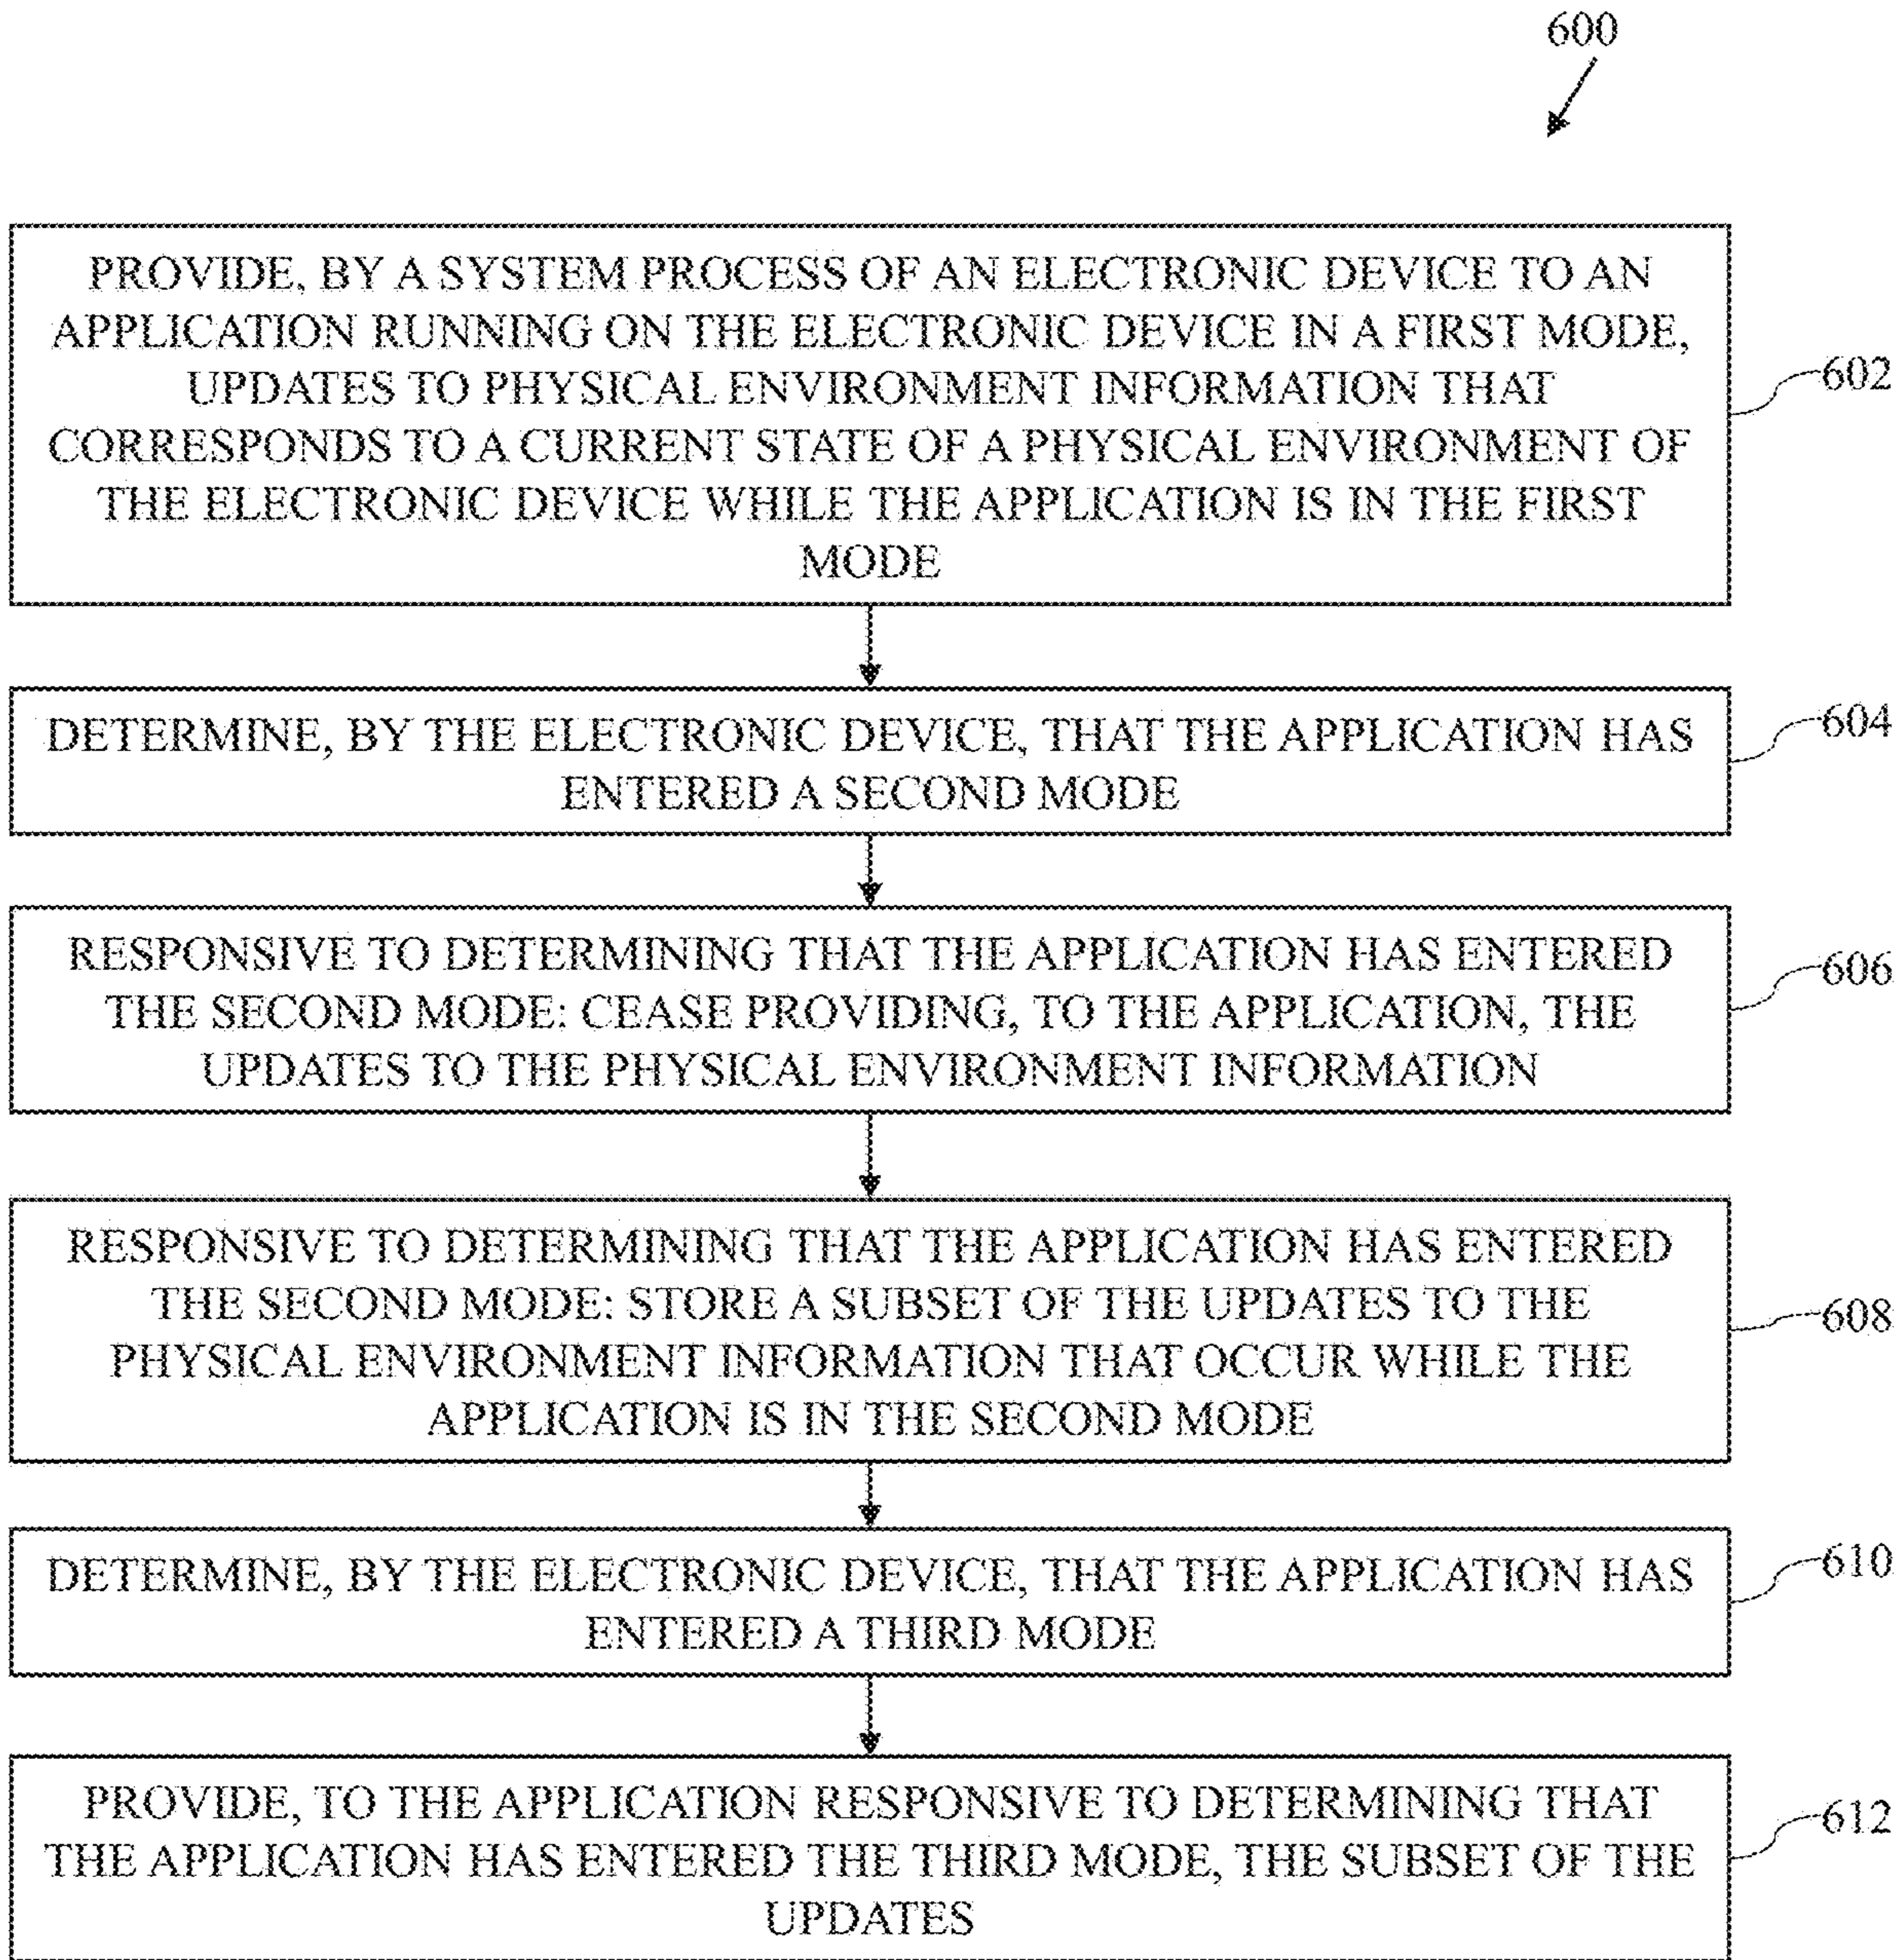 600
PROVIDE, BY A SYSTEM PROCESS OF AN ELECTRONIC DEVICE TO AN
APPLICATION RUNNING ON THE ELECTRONIC DEVICE IN A FIRST MODE,
UPDATES TO PHYSICAL ENVIRONMENT INFORMATION THAT
CORRESPONDS TO A CURRENT STATE OF A PHYSICAL ENVIRONMENT OF
THE ELECTRONIC DEVICE WHILE THE APPLICATION IS IN THE FIRST
MODE
602
DETERMINE, BY THE ELECTRONIC DEVICE, THAT THE APPLICATION HAS
ENTERED A SECOND MODE
604
RESPONSIVE TO DETERMINING THAT THE APPLICATION HAS ENTERED
THE SECOND MODE: CEASE PROVIDING, TO THE APPLICATION, THE
UPDATES TO THE PHYSICAL ENVIRONMENT INFORMATION
606
RESPONSIVE TO DETERMINING THAT THE APPLICATION HAS ENTERED
THE SECOND MODE: STORE A SUBSET OF THE UPDATES TO THE
PHYSICAL ENVIRONMENT INFORMATION THAT OCCUR WHILE THE
APPLICATION IS IN THE SECOND MODE
608
DETERMINE, BY THE ELECTRONIC DEVICE, THAT THE APPLICATION HAS
ENTERED A THIRD MODE
610
PROVIDE, TO THE APPLICATION RESPONSIVE TO DETERMINING THAT
THE APPLICATION HAS ENTERED THE THIRD MODE, THE SUBSET OF THE
UPDATES
612